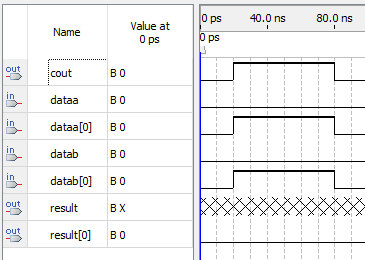 Name Value at 0 ps 0 ps 40.0 ns 80.0 ns
0 ps
out cout B 0
in dataa B 0
in dataa[0] B 0
in datab B 0
in datab[0] B 0
out result B X
out result[0] B 0